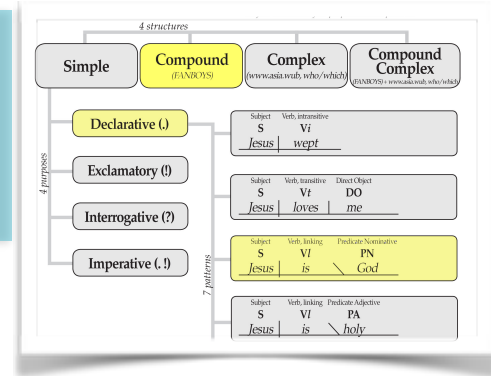 4 structures
Simple
Compound
(FANBOYS)
Complex
(www.asia.wub, who/which)
Compound
Complex
(FANBOYS) + www.asia.wub, who/which)
4 purposes
Declarative (.)
Exclamatory (!)
Interrogative (?)
Imperative (. !)
7 patterns
Subject Verb, intransitive
S Vi
Jesus wept
Subject Verb, transitive Direct Object
S Vt DO
Jesus loves me
Subject Verb, linking Predicate Nominative
S Vl PN
Jesus is God
Subject Verb, linking Predicate Adjective
S Vl PA
Jesus is holy